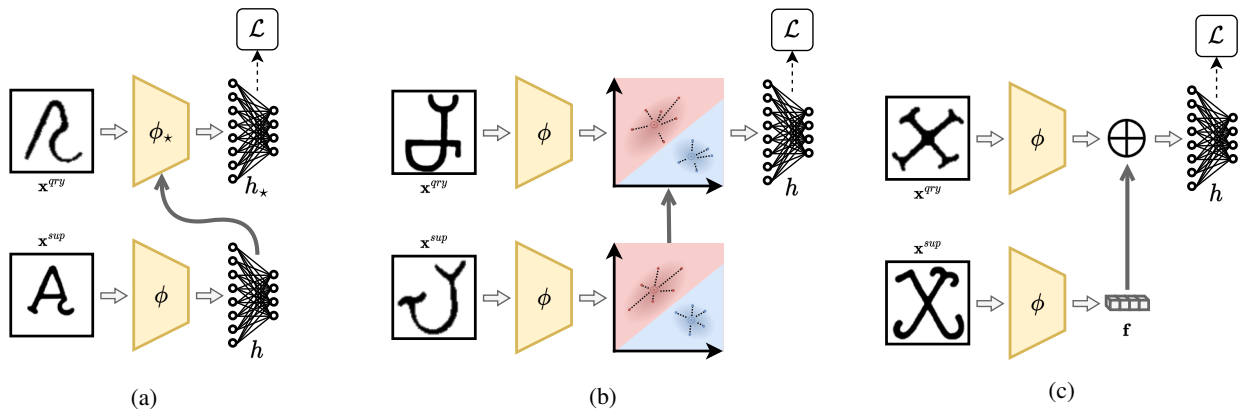 ℒ
ϕ⋆
x^{qry}
h⋆
x^{sup}
ϕ
h
(a)
ℒ
ϕ
x^{qry}
h
x^{sup}
ϕ
(b)
ℒ
ϕ
x^{qry}
h
x^{sup}
ϕ
f
(c)